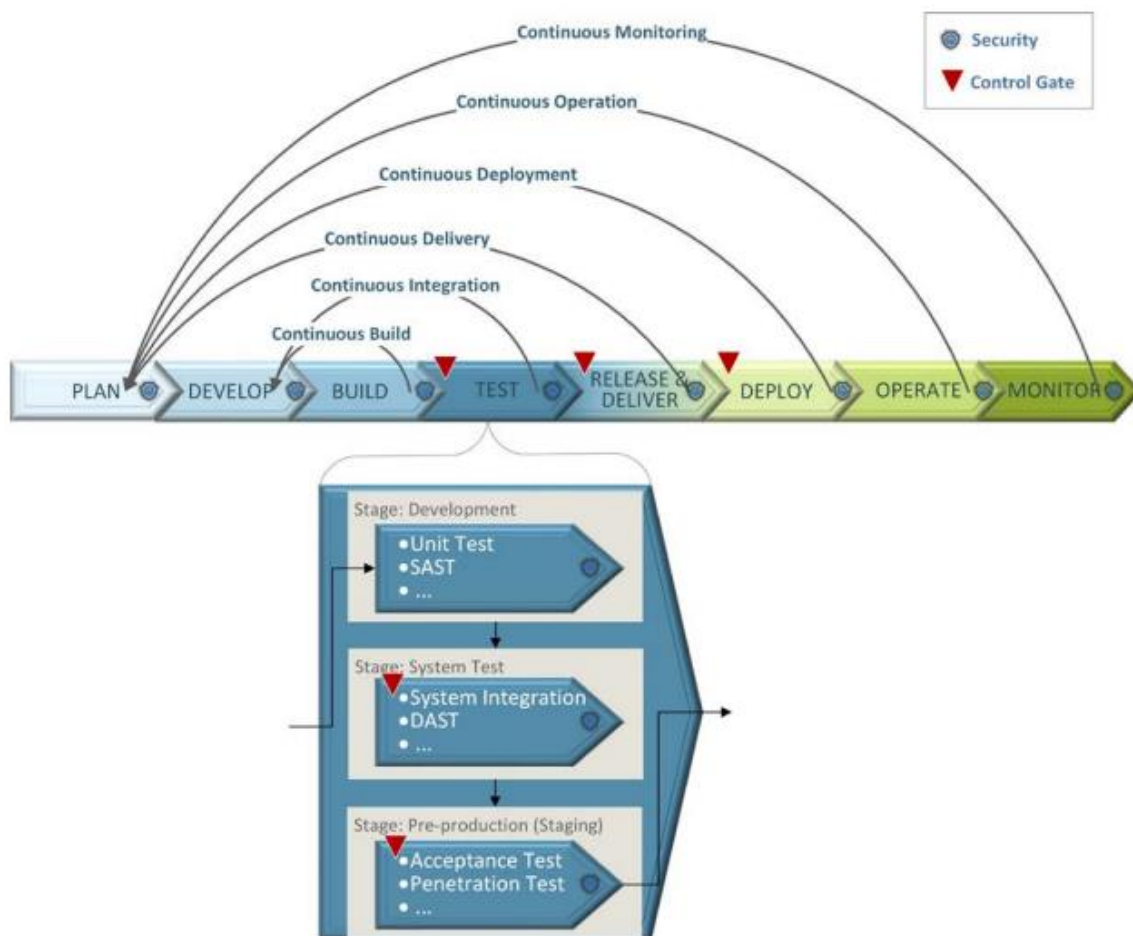 Continuous Monitoring
Security
Control Gate
Continuous Operation
Continuous Deployment
Continuous Delivery
Continuous Integration
Continuous Build
PLAN
DEVELOP
BUILD
TEST
RELEASE &
DELIVER
DEPLOY
OPERATE
MONITOR
Stage: Development
•Unit Test
•SAST
• ...
Stage: System Test
•System Integration
•DAST
• ...
Stage: Pre-production (Staging)
•Acceptance Test
•Penetration Test
• ...